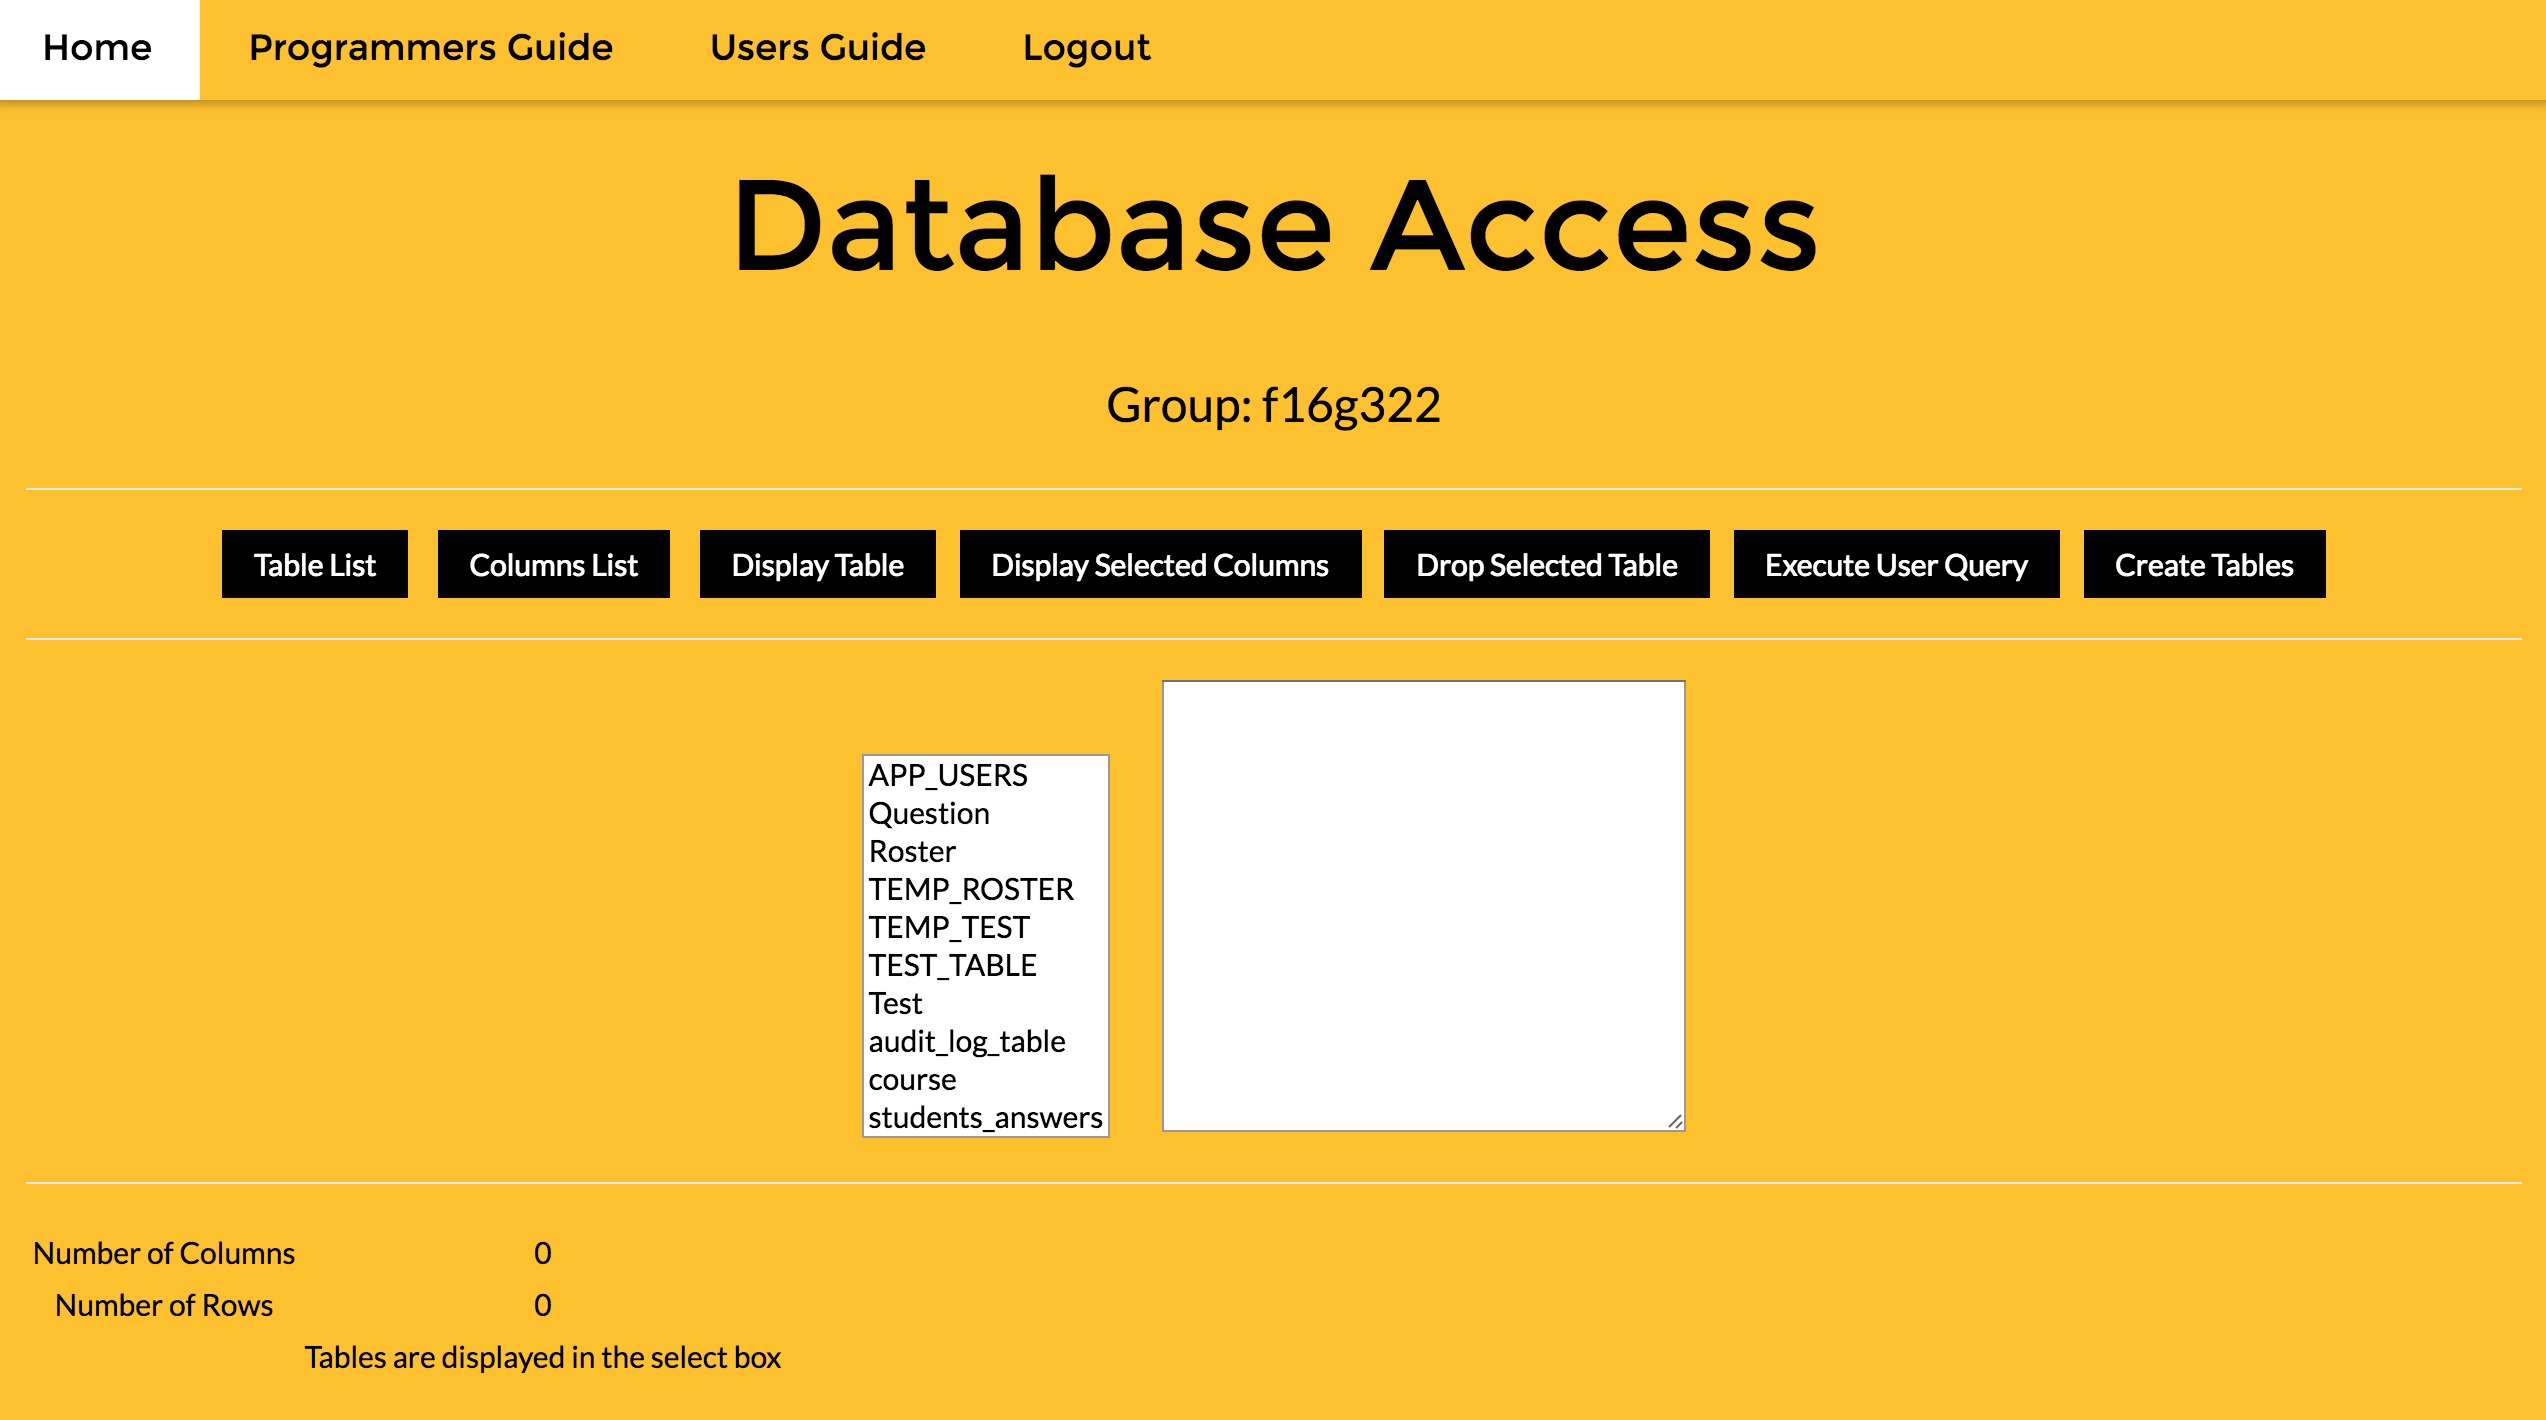 Home Programmers Guide Users Guide Logout
Database Access
Group: f16g322
Table List Columns List Display Table Display Selected Columns Drop Selected Table Execute User Query Create Tables
APP_USERS
Question
Roster
TEMP_ROSTER
TEMP_TEST
TEST_TABLE
Test
audit_log_table
course
students_answers
Number of Columns 0
Number of Rows 0
Tables are displayed in the select box